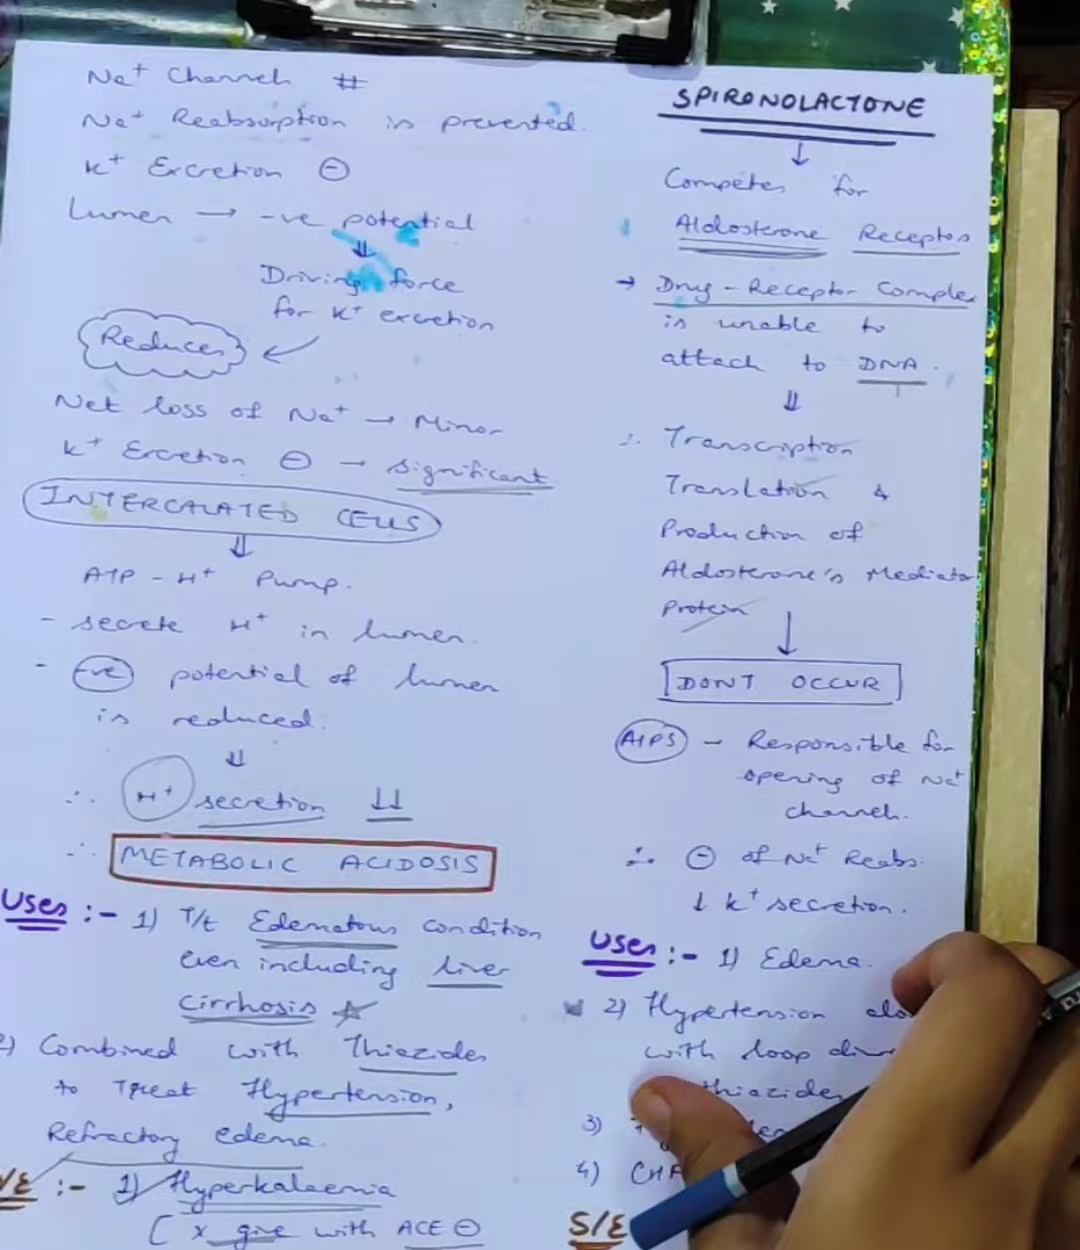 Na+ Channel #
Na+ Reabsorption is prevented.
K+ Excretion ⊖
Lumen → -ve potential
⇓
Driving force
for K+ excretion
Reduces ↙
Net loss of Na+ → Minor
K+ Excretion ⊖ → significant
INTERCALATED CELLS
⇓
ATP - H+ Pump.
- secrete H+ in lumen.
- -ve potential of lumen
is reduced.
⇓
∴ H+ secretion ↓↓
∴ METABOLIC ACIDOSIS
Uses :- 1) T/t Edematous condition
even including liver
cirrhosis ☆
2) Combined with Thiazides
to Treat Hypertension,
Refractory edema.
:- 1) Hyperkalaemia
[ x give with ACE ⊖
SPIRONOLACTONE
↓
Competes for
Aldosterone Receptor
→ Drug-Receptor Complex
is unable to
attach to DNA.
⇓
∴ Transcription
Translation &
Production of
Aldosterone's Mediator
Protein
↓
DONT OCCUR
AIPS - Responsible for
opening of Na+
channel.
∴ ⊖ of Na+ Reabs.
↓ K+ secretion.
Uses :- 1) Edema.
2) Hypertension
with loop
thiazides
3)
4)
S/E